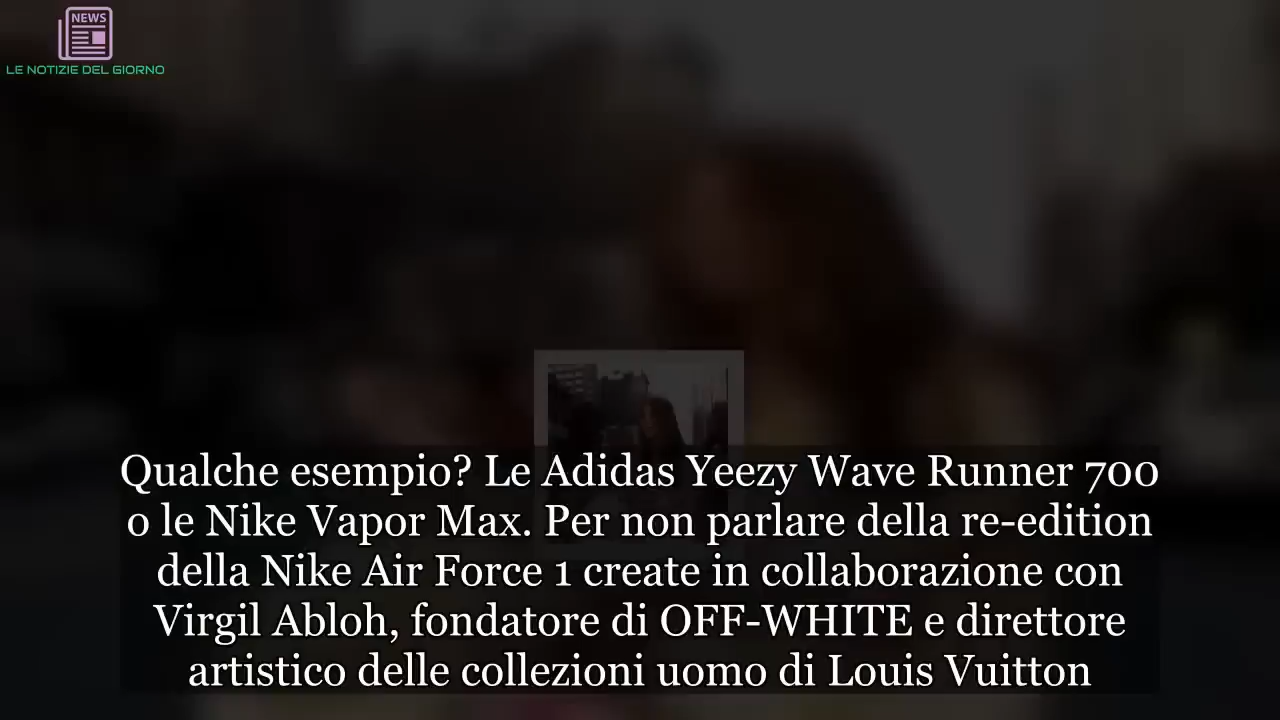 NEWS
LE NOTIZIE DEL GIORNO
Qualche esempio? Le Adidas Yeezy Wave Runner 700
o le Nike Vapor Max. Per non parlare della re-edition
della Nike Air Force 1 create in collaborazione con
Virgil Abloh, fondatore di OFF-WHITE e direttore
artistico delle collezioni uomo di Louis Vuitton